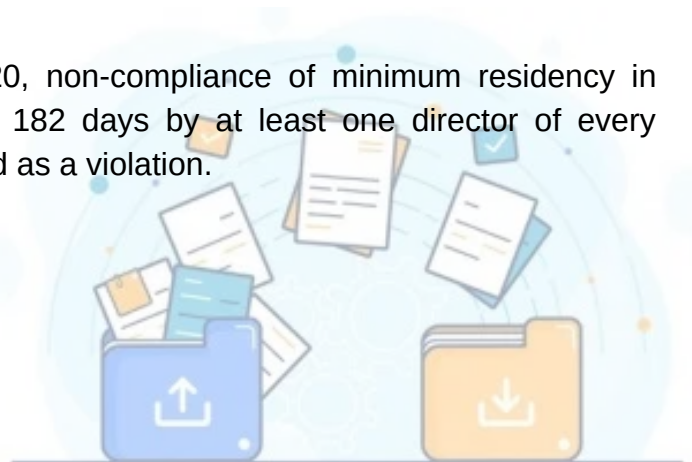 20, non-compliance of minimum residency in
182 days by at least one director of every
d as a violation.